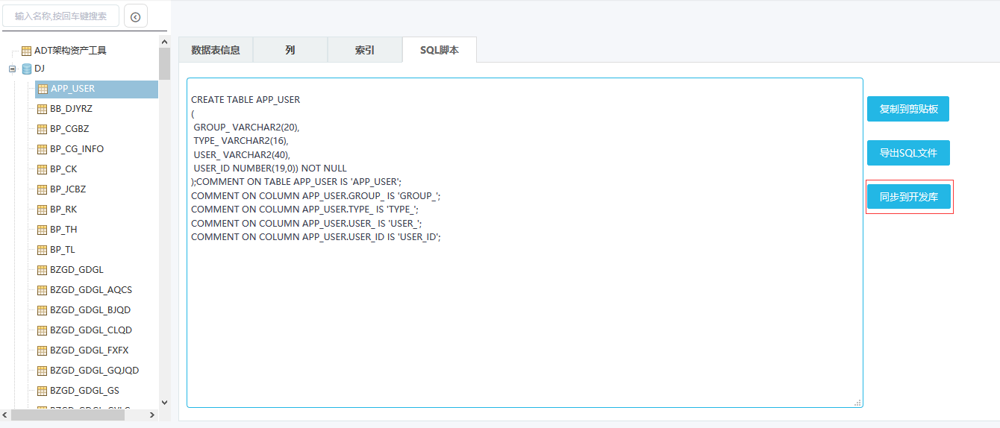 输入名称,按回车键搜索
ADT架构资产工具
DJ
APP_USER
BB_DJYRZ
BP_CGBZ
BP_CG_INFO
BP_CK
BP_JCBZ
BP_RK
BP_TH
BP_TL
BZGD_GDGL
BZGD_GDGL_AQCS
BZGD_GDGL_BJQD
BZGD_GDGL_CLQD
BZGD_GDGL_FXFX
BZGD_GDGL_GQJQD
BZGD_GDGL_GS
数据表信息 列 索引 SQL脚本
CREATE TABLE APP_USER
(
GROUP_ VARCHAR2(20),
TYPE_ VARCHAR2(16),
USER_ VARCHAR2(40),
USER_ID NUMBER(19,0)) NOT NULL
);COMMENT ON TABLE APP_USER IS 'APP_USER';
COMMENT ON COLUMN APP_USER.GROUP_ IS 'GROUP_';
COMMENT ON COLUMN APP_USER.TYPE_ IS 'TYPE_';
COMMENT ON COLUMN APP_USER.USER_ IS 'USER_';
COMMENT ON COLUMN APP_USER.USER_ID IS 'USER_ID';
复制到剪贴板
导出SQL文件
同步到开发库